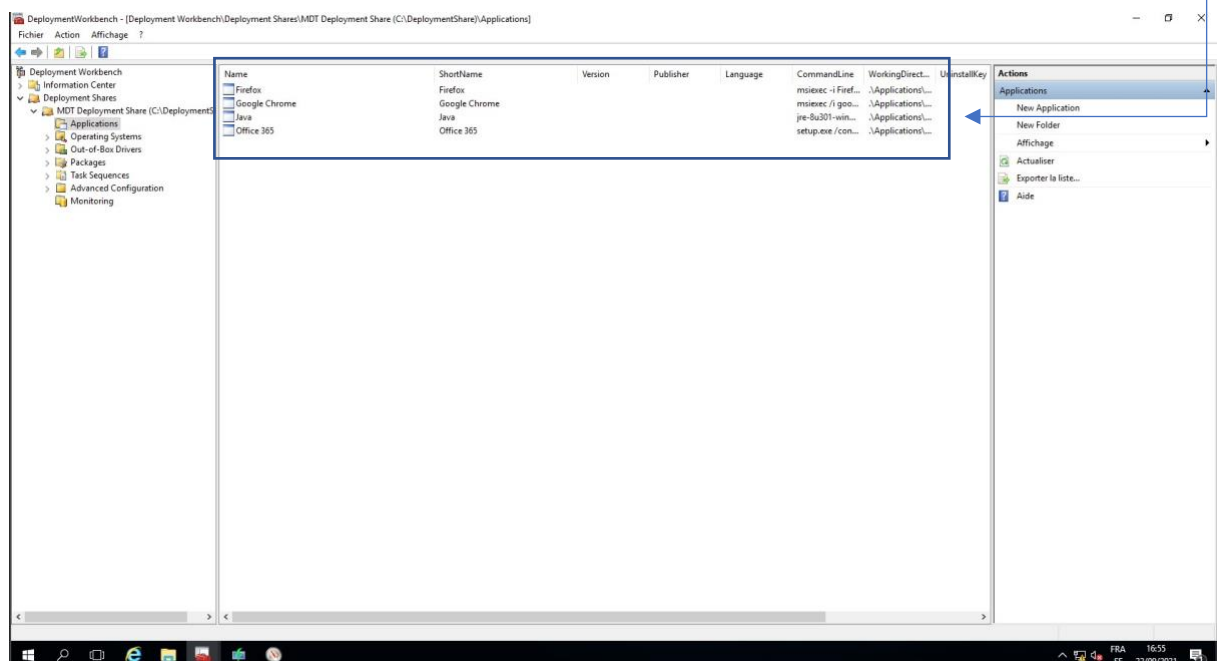 DeploymentWorkbench - [Deployment Workbench\Deployment Shares\MDT Deployment Share (C:\DeploymentShare)\Applications]
Fichier Action Affichage ?
Deployment Workbench
Information Center
Deployment Shares
MDT Deployment Share (C:\DeploymentS
Applications
Operating Systems
Out-of-Box Drivers
Packages
Task Sequences
Advanced Configuration
Monitoring
Name ShortName Version Publisher Language CommandLine WorkingDirect... UninstallKey
Firefox Firefox msiexec -i Firef... .\Applications\...
Google Chrome Google Chrome msiexec /i goo... .\Applications\...
Java Java jre-8u301-win... .\Applications\...
Office 365 Office 365 setup.exe /con... .\Applications\...
Actions
Applications
New Application
New Folder
Affichage
Actualiser
Exporter la liste...
Aide
FRA 16:55